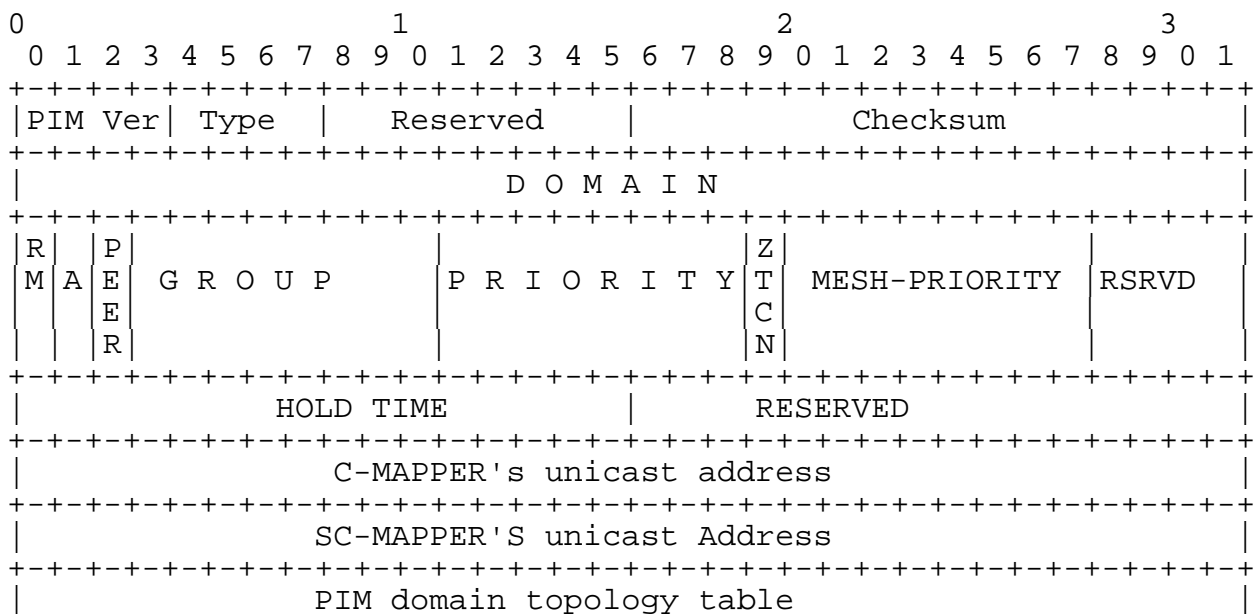 0                   1                   2                   3
 0 1 2 3 4 5 6 7 8 9 0 1 2 3 4 5 6 7 8 9 0 1 2 3 4 5 6 7 8 9 0 1
+-+-+-+-+-+-+-+-+-+-+-+-+-+-+-+-+-+-+-+-+-+-+-+-+-+-+-+-+-+-+-+-+
|PIM Ver| Type  |   Reserved    |           Checksum            |
+-+-+-+-+-+-+-+-+-+-+-+-+-+-+-+-+-+-+-+-+-+-+-+-+-+-+-+-+-+-+-+-+
|                         D O M A I N                           |
+-+-+-+-+-+-+-+-+-+-+-+-+-+-+-+-+-+-+-+-+-+-+-+-+-+-+-+-+-+-+-+-+
|R| |P|               |               |Z|               |       |
|M|A|E| G R O U P     |P R I O R I T Y|T| MESH-PRIORITY |RSRVD  |
| | |E|               |               |C|               |       |
| | |R|               |               |N|               |       |
+-+-+-+-+-+-+-+-+-+-+-+-+-+-+-+-+-+-+-+-+-+-+-+-+-+-+-+-+-+-+-+-+
|             HOLD TIME         |      RESERVED                 |
+-+-+-+-+-+-+-+-+-+-+-+-+-+-+-+-+-+-+-+-+-+-+-+-+-+-+-+-+-+-+-+-+
|                C-MAPPER's unicast address                     |
+-+-+-+-+-+-+-+-+-+-+-+-+-+-+-+-+-+-+-+-+-+-+-+-+-+-+-+-+-+-+-+-+
|               SC-MAPPER'S unicast Address                     |
+-+-+-+-+-+-+-+-+-+-+-+-+-+-+-+-+-+-+-+-+-+-+-+-+-+-+-+-+-+-+-+-+
|               PIM domain topology table                       |